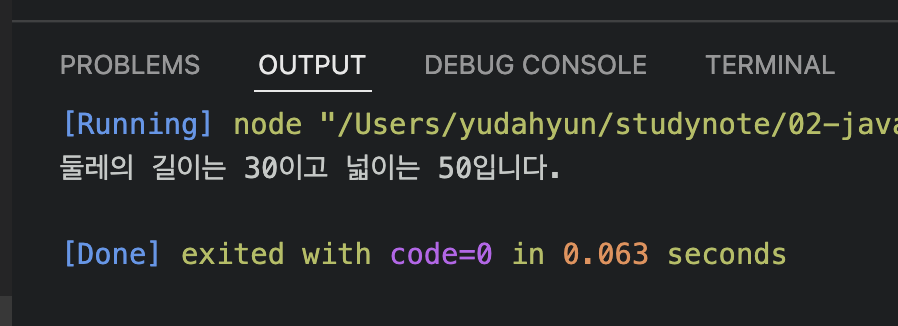 PROBLEMS OUTPUT DEBUG CONSOLE TERMINAL
[Running] node "/Users/yudahyun/studynote/02-java
둘레의 길이는 30이고 넓이는 50입니다.
[Done] exited with code=0 in 0.063 seconds